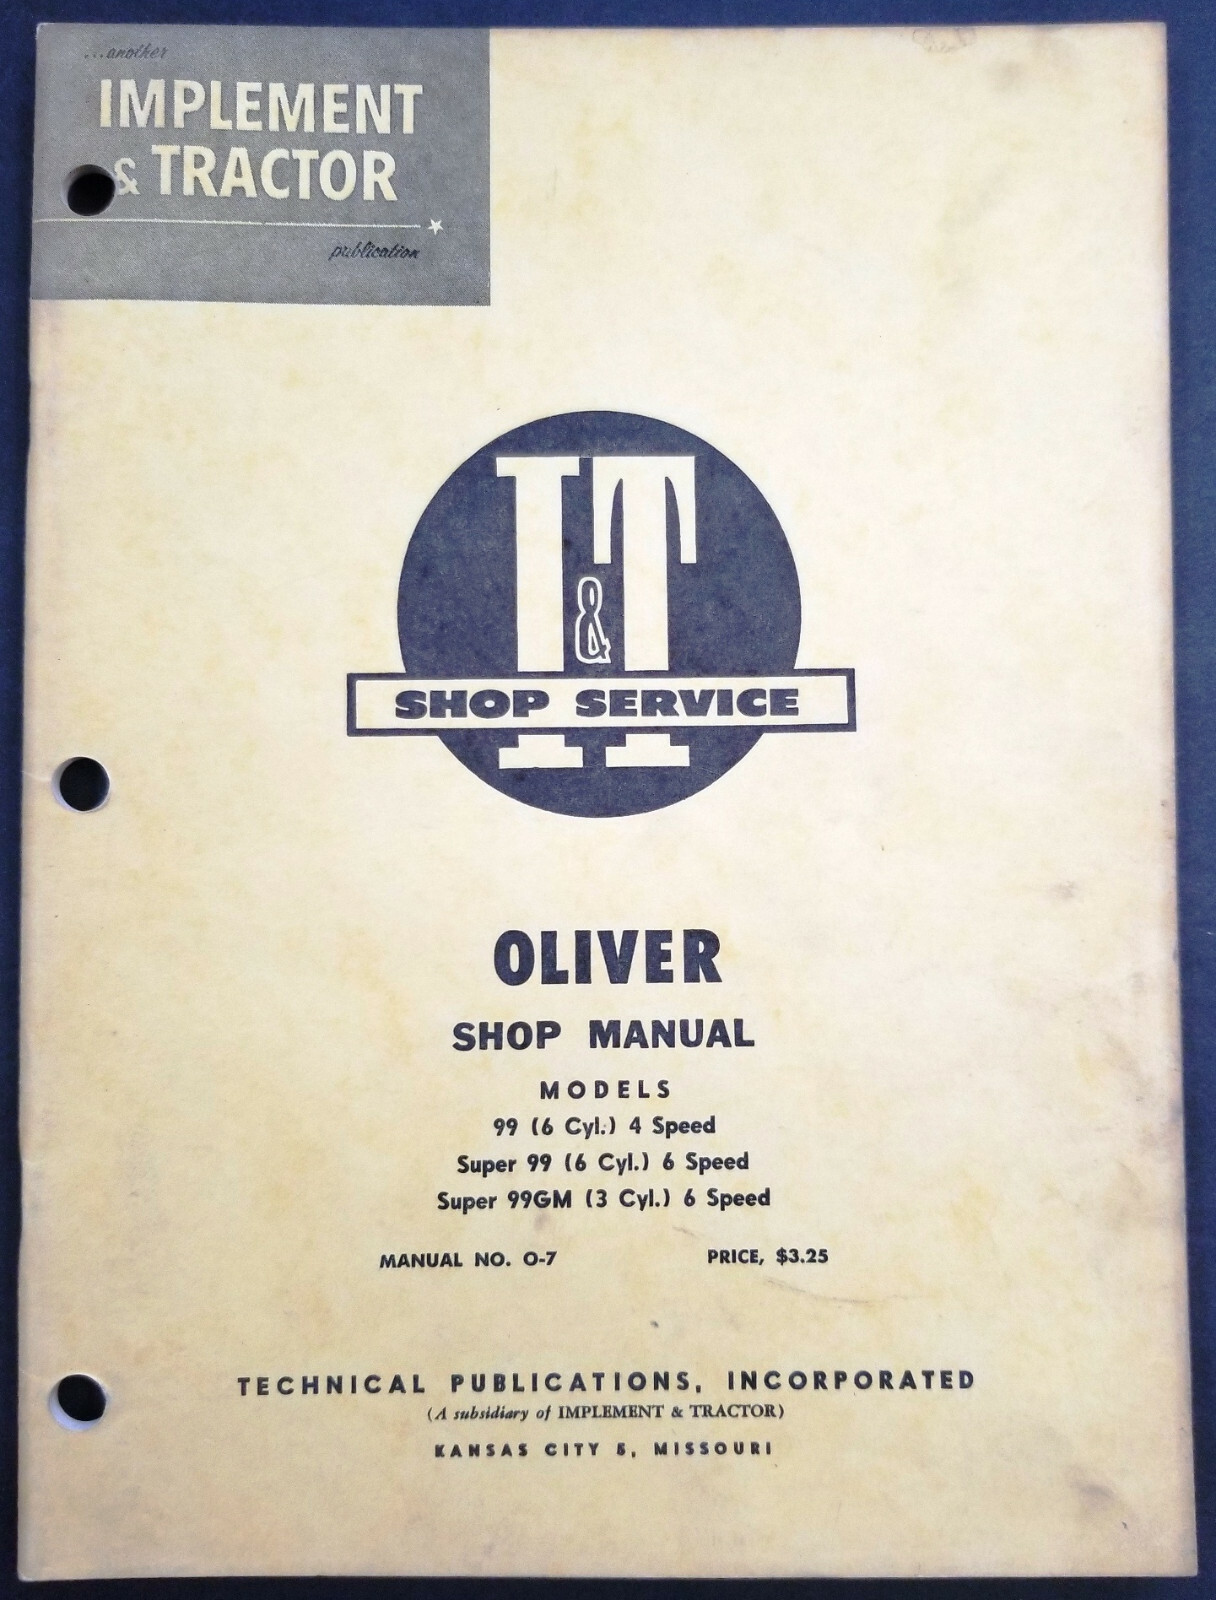 ...another
IMPLEMENT
& TRACTOR
publication
I&T
SHOP SERVICE
OLIVER
SHOP MANUAL
MODELS
99 (6 Cyl.) 4 Speed
Super 99 (6 Cyl.) 6 Speed
Super 99GM (3 Cyl.) 6 Speed
MANUAL NO. O-7 PRICE, $3.25
TECHNICAL PUBLICATIONS, INCORPORATED
(A subsidiary of IMPLEMENT & TRACTOR)
KANSAS CITY 5, MISSOURI